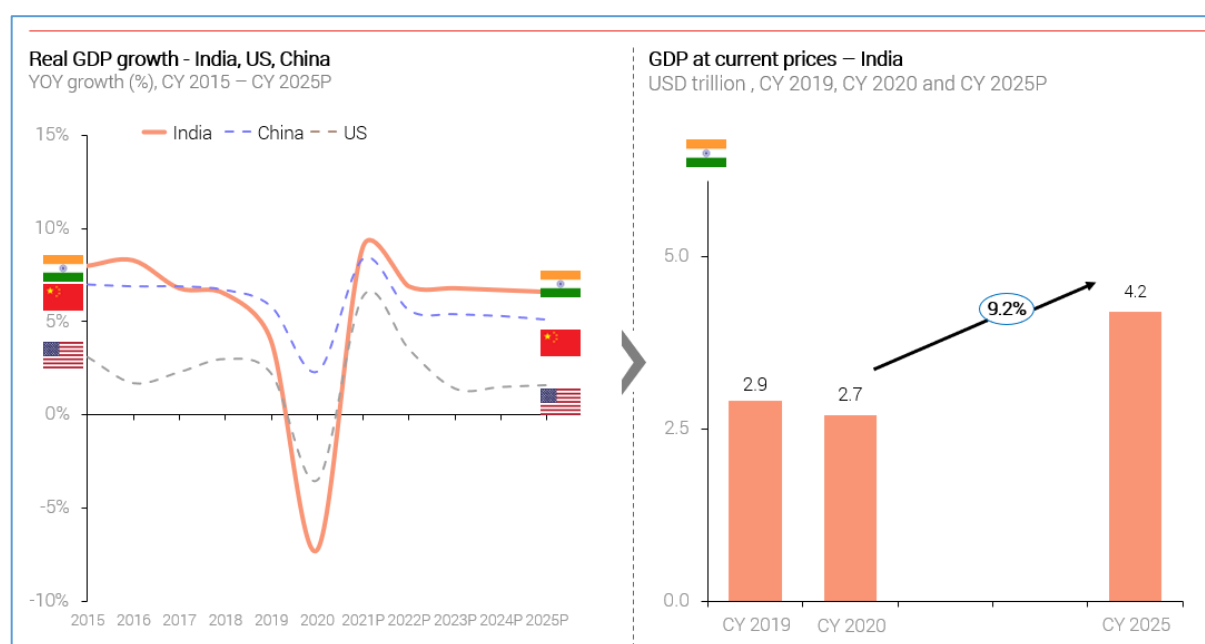 Real GDP growth - India, US, China
YOY growth (%), CY 2015 – CY 2025P
15%
India
China
US
10%
5%
0%
-5%
-10%
2015 2016 2017 2018 2019 2020 2021P 2022P 2023P 2024P 2025P
GDP at current prices – India
USD trillion , CY 2019, CY 2020 and CY 2025P
5.0
2.5
0.0
2.9
2.7
9.2%
4.2
CY 2019 CY 2020 CY 2025